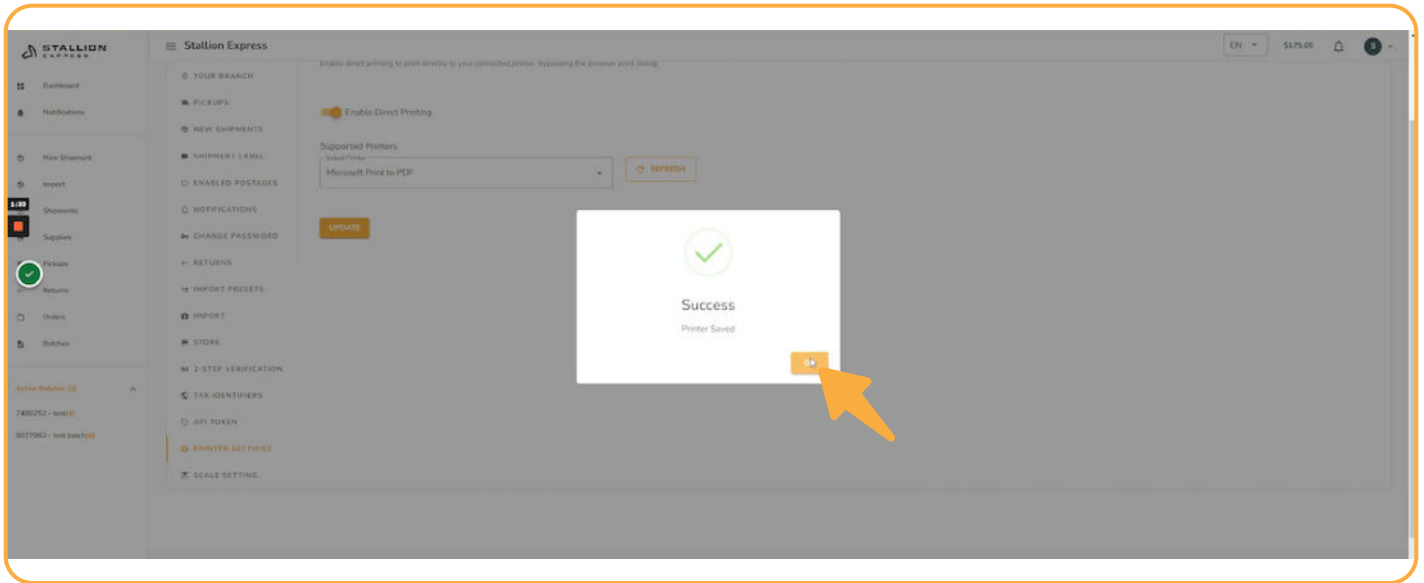 STALLION
EXPRESS
Stallion Express
EN
Dashboard
Notifications
New Shipment
Import
1:33
Shipments
Supplies
Pickups
Returns
Orders
Batches
7480252 - test
8077063 - test batch
YOUR BRANCH
PICKUPS
NEW SHIPMENTS
SHIPMENT LABEL
ENABLED POSTAGES
NOTIFICATIONS
CHANGE PASSWORD
RETURNS
IMPORT PRESETS
IMPORT
STORE
2-STEP VERIFICATION
TAX IDENTIFIERS
API TOKEN
PRINTER SETTINGS
SCALE SETTING
Enable direct printing to print directly to your connected printer, bypassing the browser print dialog.
Enable Direct Printing
Supported Printers
Select Printer
Microsoft Print to PDF
REFRESH
UPDATE
Success
Printer Saved